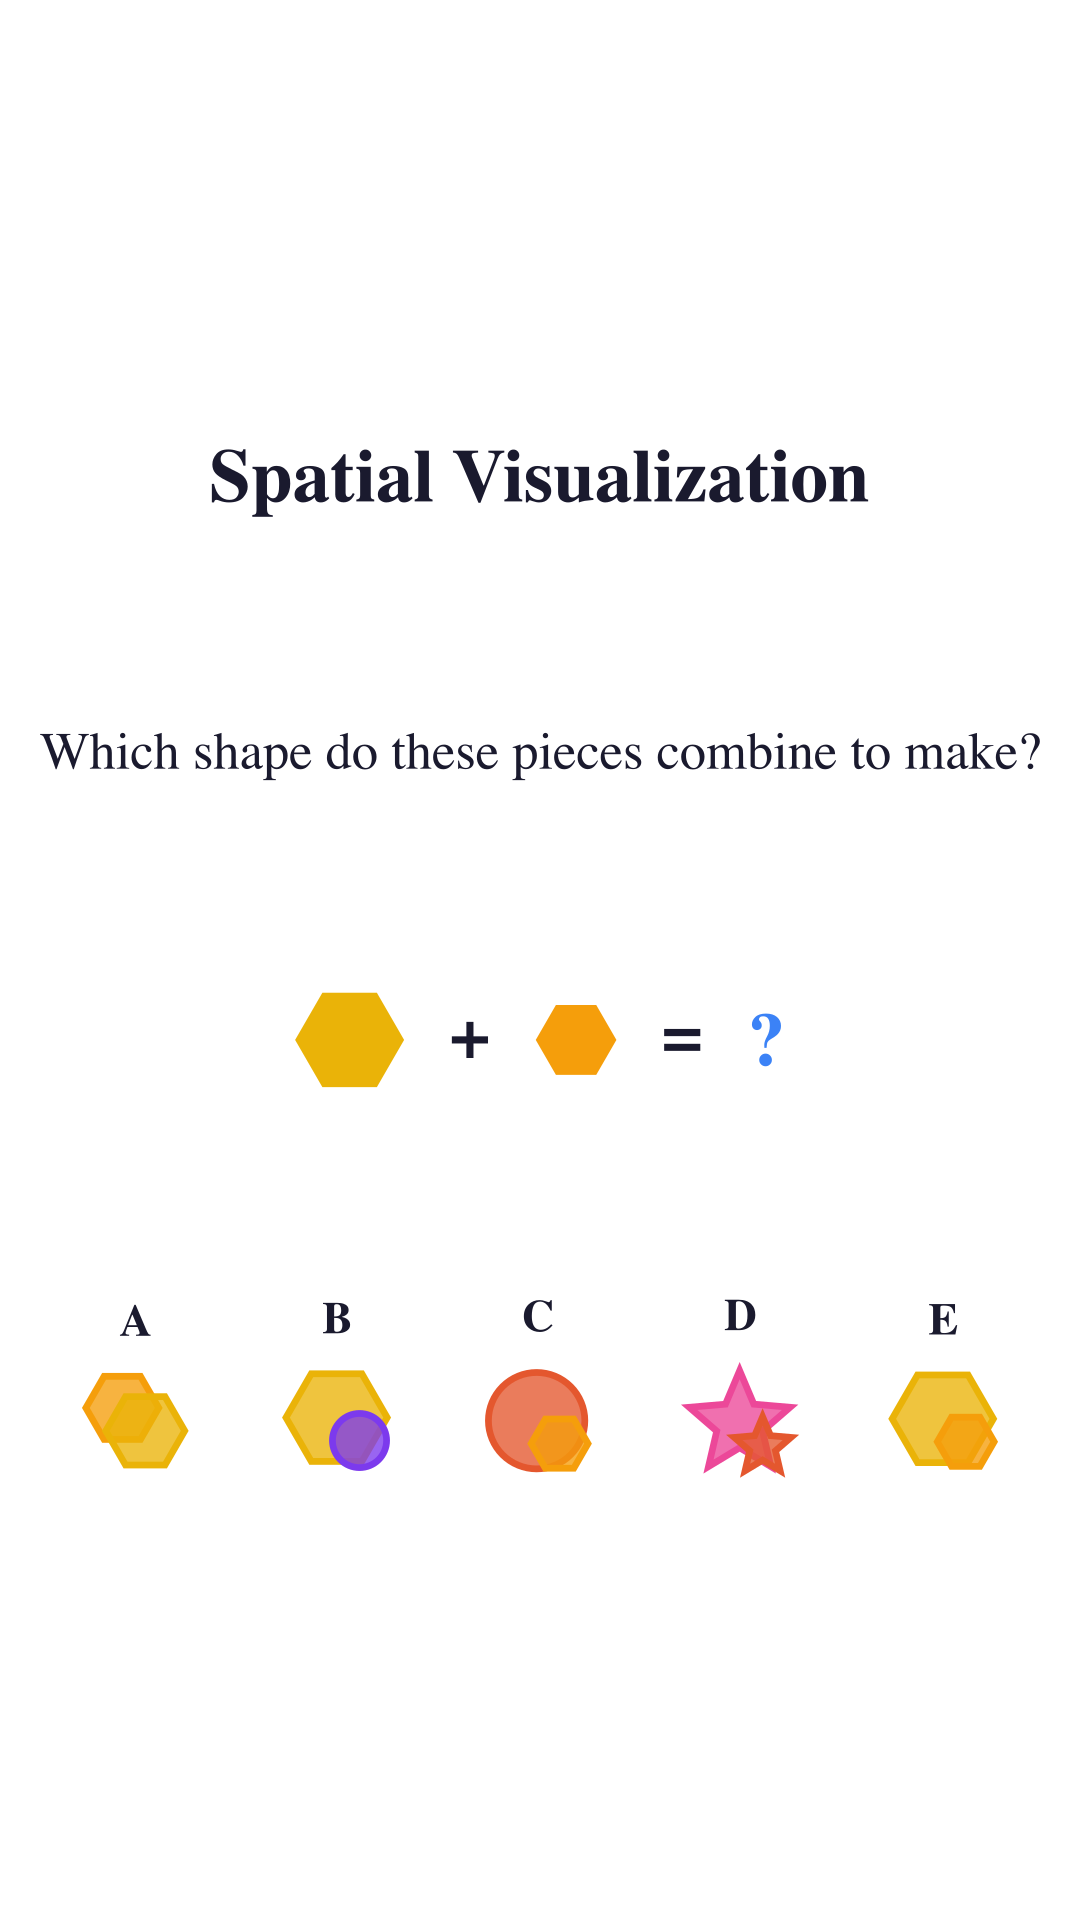 Spatial Visualization
Which shape do these pieces combine to make?
+ = ?
A B C D E